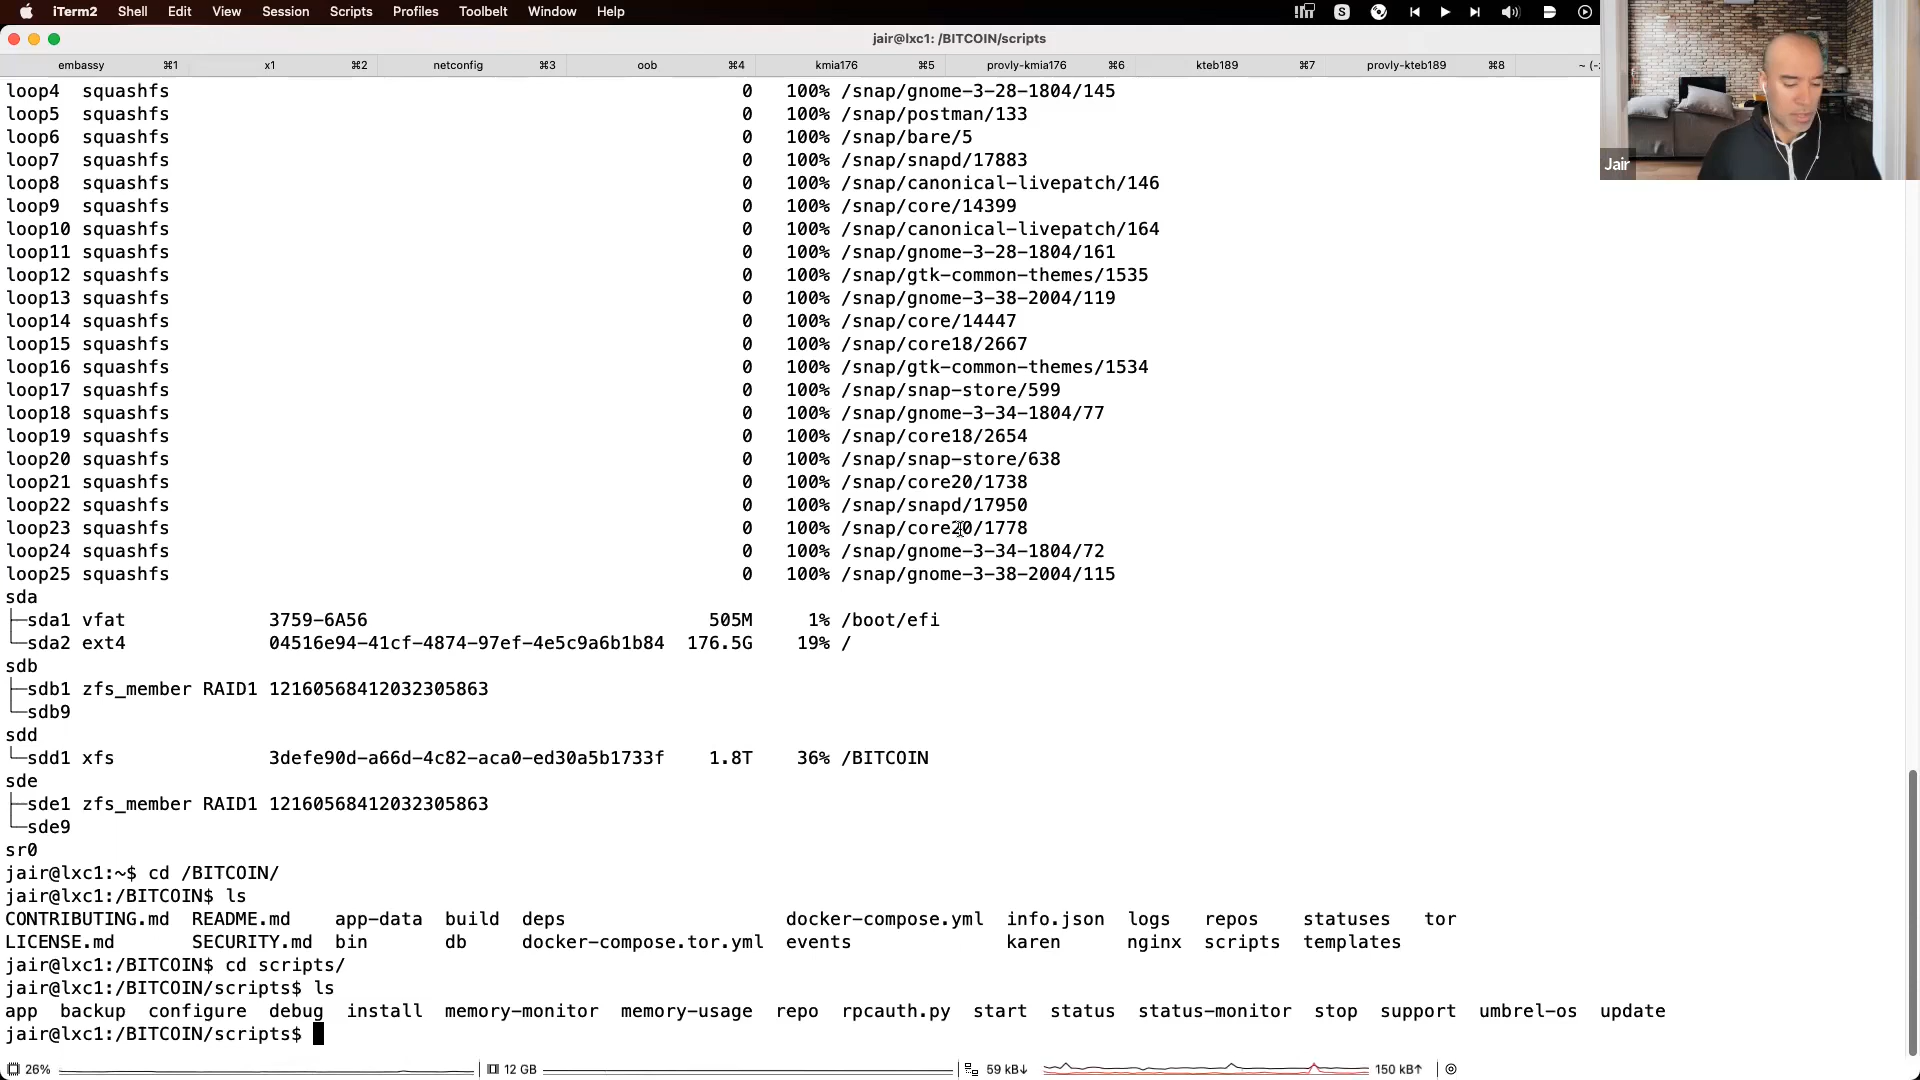 iTerm2 Shell Edit View Session Scripts Profiles Toolbelt Window Help
jair@lxc1: /BITCOIN/scripts
embassy ⌘1 x1 ⌘2 netconfig ⌘3 oob ⌘4 kmia176 ⌘5 provly-kmia176 ⌘6 kteb189 ⌘7 provly-kteb189 ⌘8 ~ (-z
Jair
loop4 squashfs 0 100% /snap/gnome-3-28-1804/145
loop5 squashfs 0 100% /snap/postman/133
loop6 squashfs 0 100% /snap/bare/5
loop7 squashfs 0 100% /snap/snapd/17883
loop8 squashfs 0 100% /snap/canonical-livepatch/146
loop9 squashfs 0 100% /snap/core/14399
loop10 squashfs 0 100% /snap/canonical-livepatch/164
loop11 squashfs 0 100% /snap/gnome-3-28-1804/161
loop12 squashfs 0 100% /snap/gtk-common-themes/1535
loop13 squashfs 0 100% /snap/gnome-3-38-2004/119
loop14 squashfs 0 100% /snap/core/14447
loop15 squashfs 0 100% /snap/core18/2667
loop16 squashfs 0 100% /snap/gtk-common-themes/1534
loop17 squashfs 0 100% /snap/snap-store/599
loop18 squashfs 0 100% /snap/gnome-3-34-1804/77
loop19 squashfs 0 100% /snap/core18/2654
loop20 squashfs 0 100% /snap/snap-store/638
loop21 squashfs 0 100% /snap/core20/1738
loop22 squashfs 0 100% /snap/snapd/17950
loop23 squashfs 0 100% /snap/core20/1778
loop24 squashfs 0 100% /snap/gnome-3-34-1804/72
loop25 squashfs 0 100% /snap/gnome-3-38-2004/115
sda
├─sda1 vfat 3759-6A56 505M 1% /boot/efi
└─sda2 ext4 04516e94-41cf-4874-97ef-4e5c9a6b1b84 176.5G 19% /
sdb
├─sdb1 zfs_member RAID1 12160568412032305863
└─sdb9
sdd
└─sdd1 xfs 3defe90d-a66d-4c82-aca0-ed30a5b1733f 1.8T 36% /BITCOIN
sde
├─sde1 zfs_member RAID1 12160568412032305863
└─sde9
sr0
jair@lxc1:~$ cd /BITCOIN/
jair@lxc1:/BITCOIN$ ls
CONTRIBUTING.md README.md app-data build deps docker-compose.yml info.json logs repos statuses tor
LICENSE.md SECURITY.md bin db docker-compose.tor.yml events karen nginx scripts templates
jair@lxc1:/BITCOIN$ cd scripts/
jair@lxc1:/BITCOIN/scripts$ ls
app backup configure debug install memory-monitor memory-usage repo rpcauth.py start status status-monitor stop support umbrel-os update
jair@lxc1:/BITCOIN/scripts$
26% 12 GB 59 kB↓ 150 kB↑